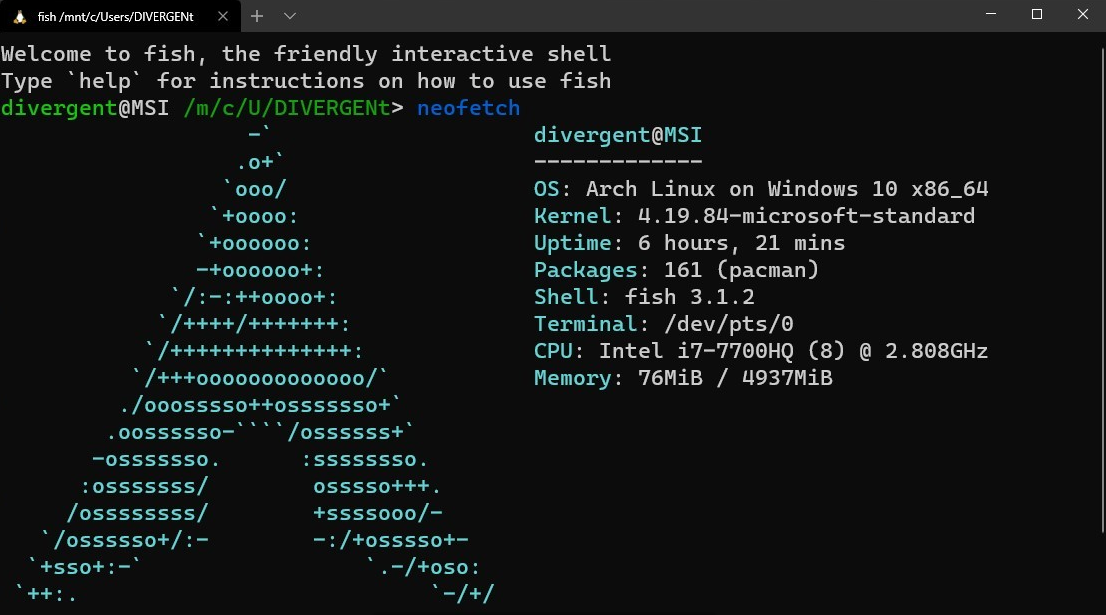 fish /mnt/c/Users/DIVERGENt
Welcome to fish, the friendly interactive shell
Type `help` for instructions on how to use fish
divergent@MSI /m/c/U/DIVERGENt> neofetch
                   -`                    divergent@MSI
                  .o+`                   -------------
                 `ooo/                   OS: Arch Linux on Windows 10 x86_64
                `+oooo:                  Kernel: 4.19.84-microsoft-standard
               `+oooooo:                 Uptime: 6 hours, 21 mins
               -+oooooo+:                Packages: 161 (pacman)
             `/:-:++oooo+:               Shell: fish 3.1.2
            `/++++/+++++++:              Terminal: /dev/pts/0
           `/++++++++++++++:             CPU: Intel i7-7700HQ (8) @ 2.808GHz
          `/+++ooooooooooooo/`           Memory: 76MiB / 4937MiB
         ./ooosssso++osssssso+`
        .oossssso-````/ossssss+`
       -osssssso.      :ssssssso.
      :osssssss/        osssso+++.
     /ossssssss/        +ssssooo/-
   `/ossssso+/:-        -:/+osssso+-
  `+sso+:-`                 `.-/+oso:
 `++:.                           `-/+/